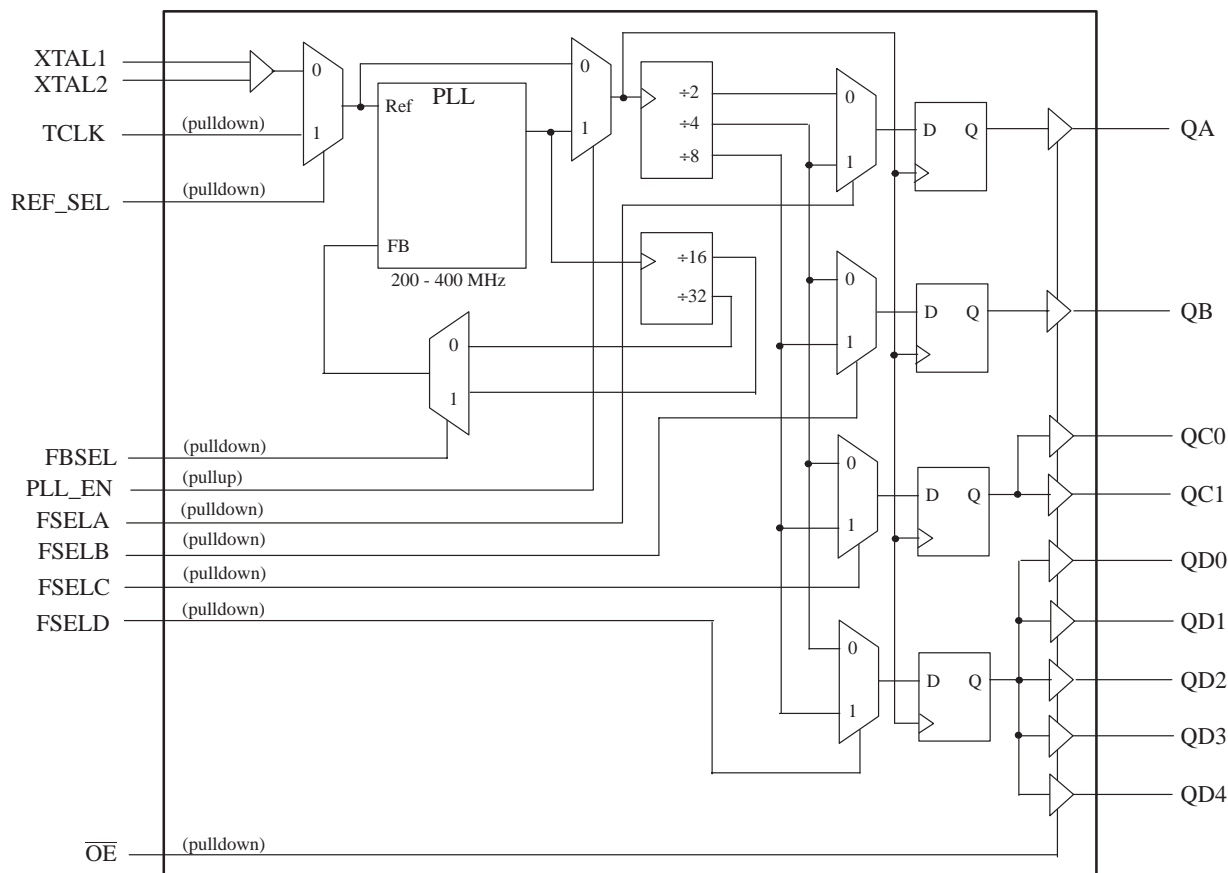 XTAL1
XTAL2
TCLK
(pulldown)
REF_SEL
(pulldown)
0
1
PLL
Ref
FB
200 - 400 MHz
0
1
÷2
÷4
÷8
÷16
÷32
0
1
0
1
D Q
QA
0
1
D Q
QB
0
1
D Q
QC0
QC1
0
1
D Q
QD0
QD1
QD2
QD3
QD4
FBSEL
(pulldown)
PLL_EN
(pullup)
FSELA
(pulldown)
FSELB
(pulldown)
FSELC
(pulldown)
FSELD
(pulldown)
OE
(pulldown)